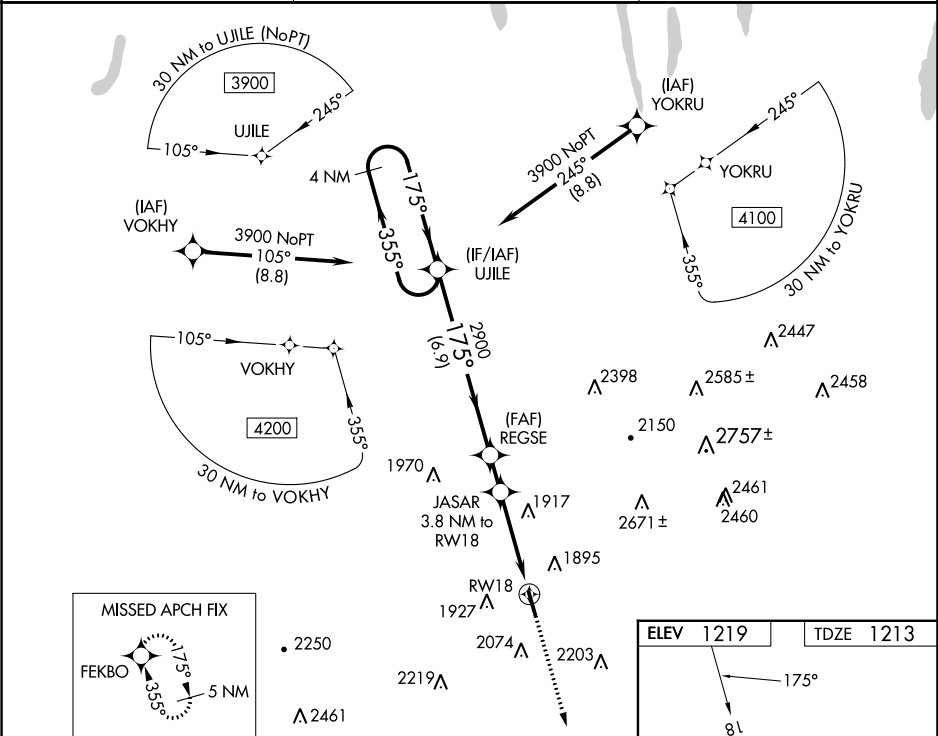 30 NM to UJILE (NoPT)
3900
245°
UJILE
105°
(IAF)
YOKRU
3900 NoPT
245°
(8.8)
245°
YOKRU
4100
355°
30 NM to YOKRU
4 NM
175°
355°
(IAF)
VOKHY
3900 NoPT
105°
(8.8)
(IF/IAF)
UJILE
2900
175°
(6.9)
105°
VOKHY
4200
355°
30 NM to VOKHY
2447
2398
2585 ±
2458
(FAF)
REGSE
2150
2757 ±
1970
JASAR
3.8 NM to
RW18
1917
2461
2671 ±
2460
1895
RW18
1927
MISSED APCH FIX
FEKBO
175°
355°
5 NM
2250
2074
2203
2219
2461
ELEV 1219
TDZE 1213
175°
18